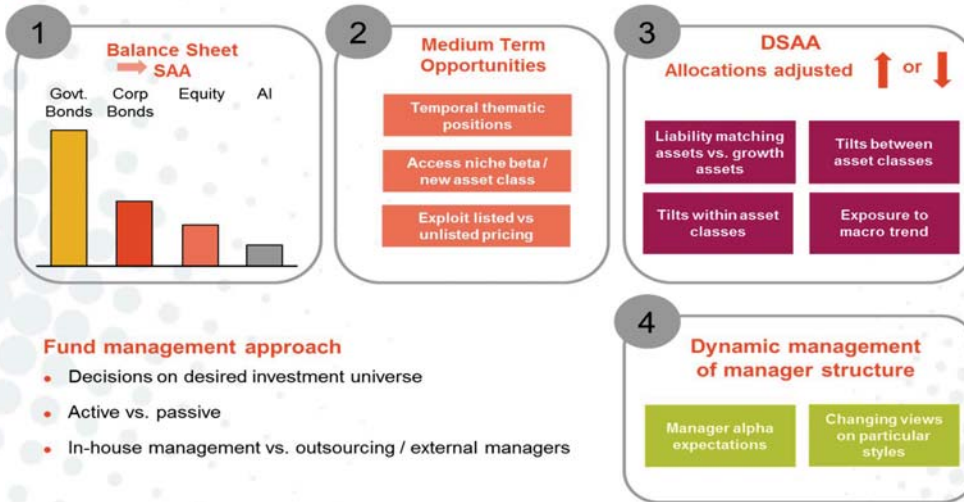 1
Balance Sheet
SAA
Govt. Bonds
Corp Bonds
Equity
AI
2
Medium Term
Opportunities
Temporal thematic
positions
Access niche beta /
new asset class
Exploit listed vs
unlisted pricing
3
DSAA
Allocations adjusted or
Liability matching
assets vs. growth
assets
Tilts between
asset classes
Tilts within asset
classes
Exposure to
macro trend
Fund management approach
• Decisions on desired investment universe
• Active vs. passive
• In-house management vs. outsourcing / external managers
4
Dynamic management
of manager structure
Manager alpha
expectations
Changing views
on particular
styles